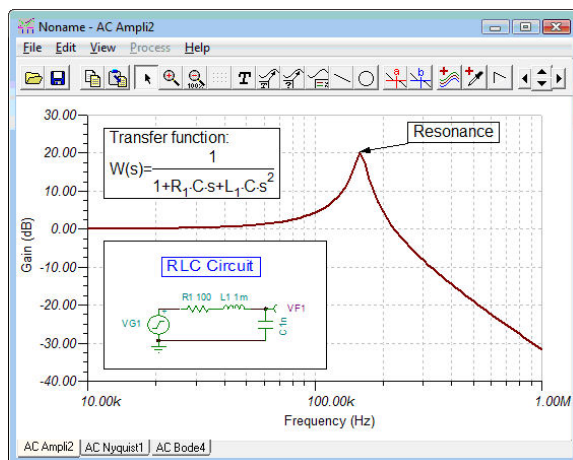 Noname - AC Ampli2
File Edit View Process Help
100%
T
a
b
30.00
20.00
10.00
0.00
-10.00
-20.00
-30.00
-40.00
Gain (dB)
Transfer function:
W(s)=1/(1+R₁·C·s+L₁·C·s²)
Resonance
RLC Circuit
R1 100 L1 1m
VF1
VG1
+
C 1n
10.00k 100.00k 1.00M
Frequency (Hz)
AC Ampli2 AC Nyquist1 AC Bode4